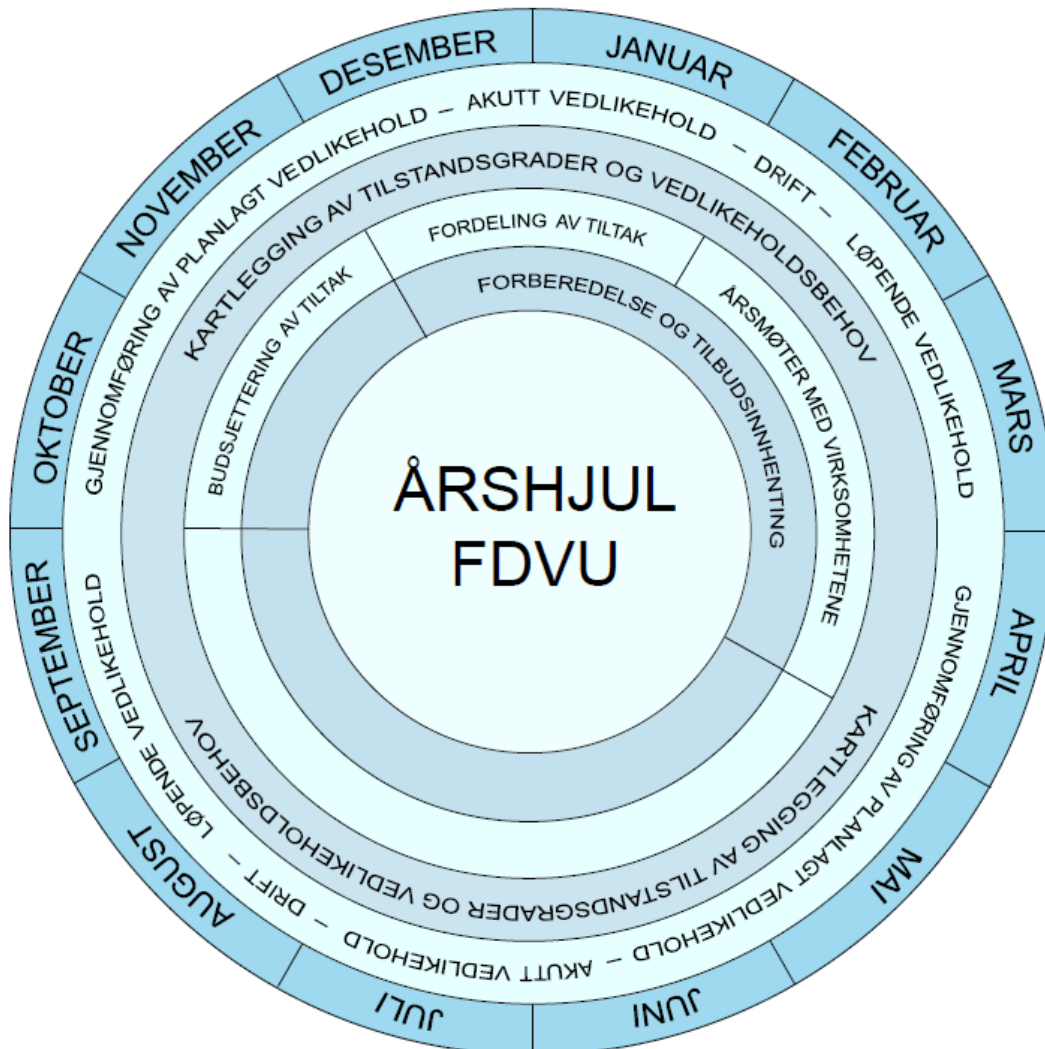 JANUAR
FEBRUAR
MARS
APRIL
MAI
JUNI
JULI
AUGUST
SEPTEMBER
OKTOBER
NOVEMBER
DESEMBER
GJENNOMFØRING AV PLANLAGT VEDLIKEHOLD – AKUTT VEDLIKEHOLD – DRIFT – LØPENDE VEDLIKEHOLD
GJENNOMFØRING AV PLANLAGT VEDLIKEHOLD – AKUTT VEDLIKEHOLD – DRIFT – LØPENDE VEDLIKEHOLD
KARTLEGGING AV TILSTANDSGRADER OG VEDLIKEHOLDSBEHOV
KARTLEGGING AV TILSTANDSGRADER OG VEDLIKEHOLDSBEHOV
BUDSJETTERING AV TILTAK
FORDELING AV TILTAK
ÅRSMØTER MED VIRKSOMHETENE
FORBEREDELSE OG TILBUDSINNHENTING
ÅRSHJUL
FDVU